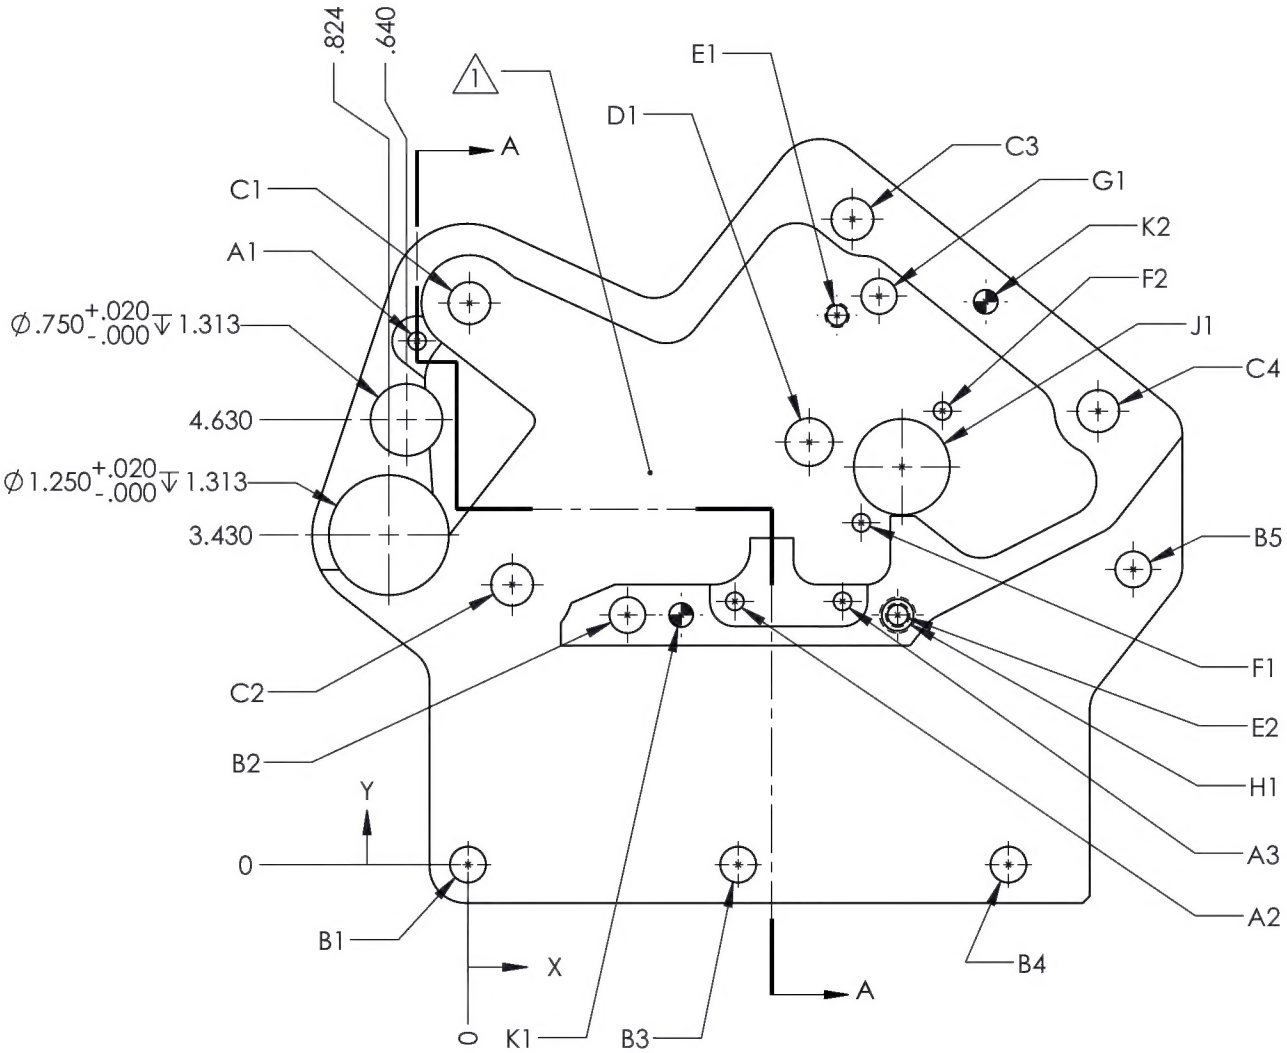 .824
.640
1
E1
D1
A
C3
C1
G1
A1
K2
F2
⌀.750 +.020 -.000 ↧ 1.313
J1
C4
4.630
⌀1.250 +.020 -.000 ↧ 1.313
3.430
B5
F1
C2
E2
B2
H1
Y
A3
0
A2
B1
X
B4
A
0
K1
B3